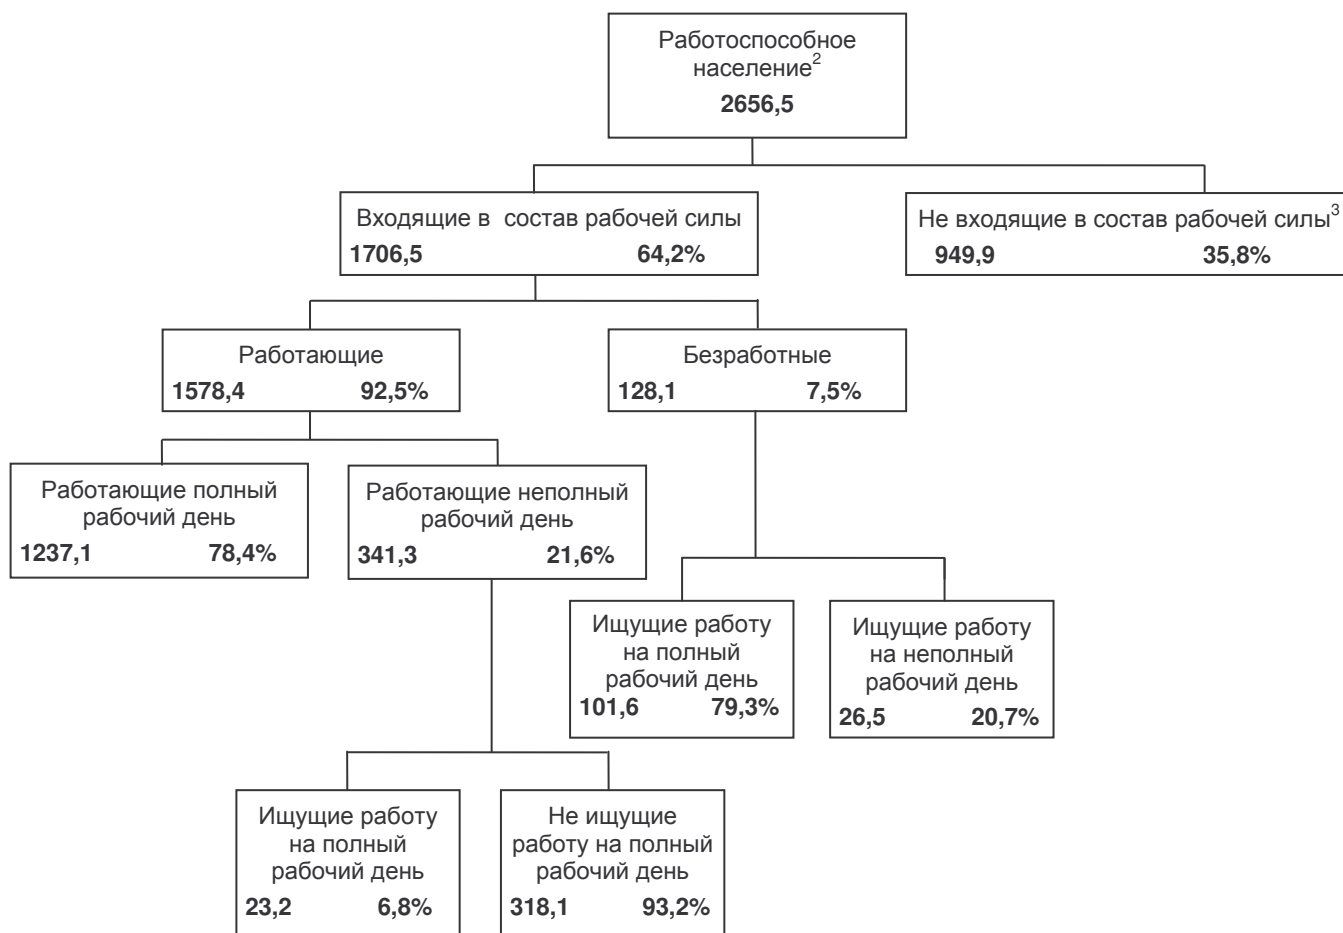 Работоспособное
население²
2656,5
Входящие в состав рабочей силы
1706,5 64,2%
Не входящие в состав рабочей силы³
949,9 35,8%
Работающие
1578,4 92,5%
Безработные
128,1 7,5%
Работающие полный
рабочий день
1237,1 78,4%
Работающие неполный
рабочий день
341,3 21,6%
Ищущие работу
на полный
рабочий день
101,6 79,3%
Ищущие работу
на неполный
рабочий день
26,5 20,7%
Ищущие работу
на полный
рабочий день
23,2 6,8%
Не ищущие
работу на полный
рабочий день
318,1 93,2%